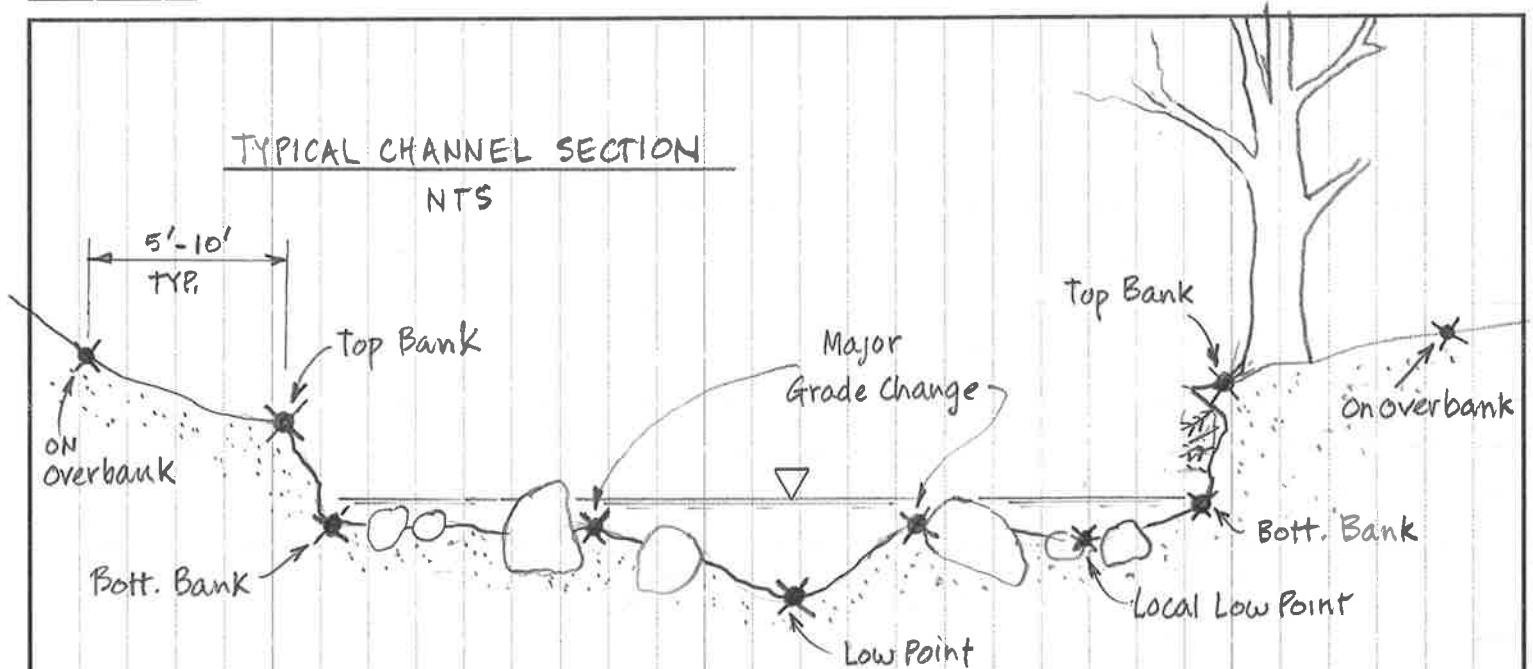 TYPICAL CHANNEL SECTION
NTS
5'-10'
TYP.
Top Bank
Major
Grade Change
Top Bank
On overbank
ON
Overbank
Bott. Bank
Bott. Bank
Local Low Point
Low Point